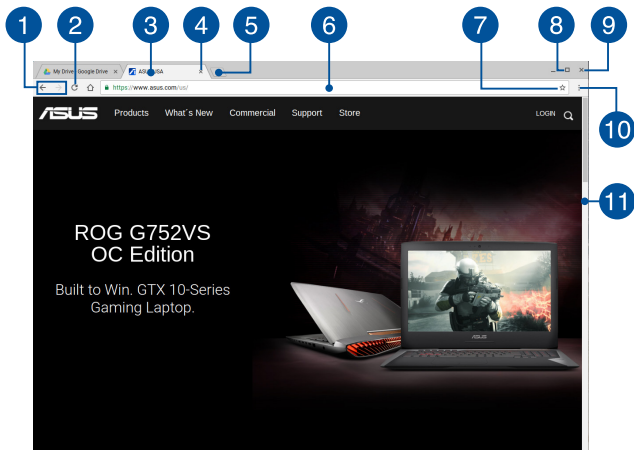 1 2 3 4 5 6 7 8 9
My Drive - Google Drive × ASUS USA ×
https://www.asus.com/us/
10
ASUS Products What's New Commercial Support Store LOGIN
11
ROG G752VS
OC Edition
Built to Win. GTX 10-Series
Gaming Laptop.
ASUS